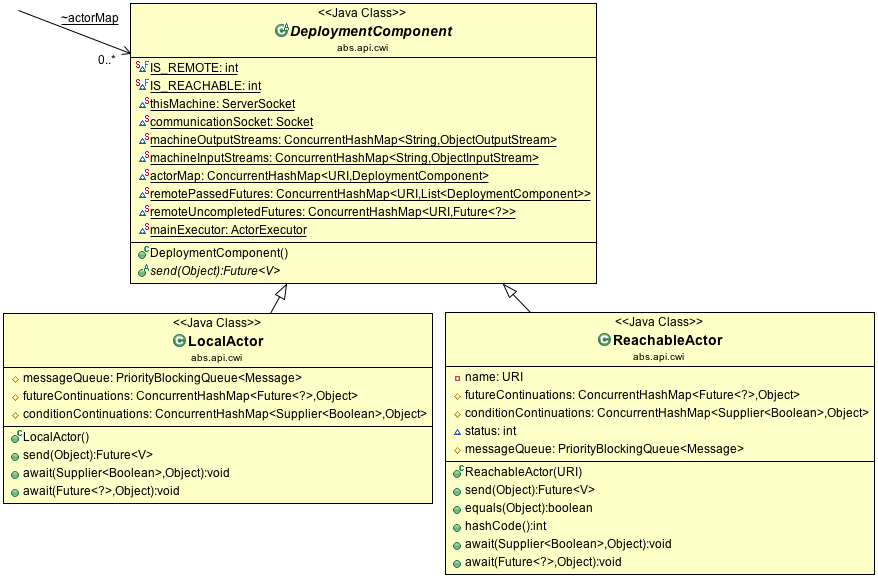 ~actorMap
0..*
<<Java Class>>
DeploymentComponent
abs.api.cwi
IS_REMOTE: int
IS_REACHABLE: int
thisMachine: ServerSocket
communicationSocket: Socket
machineOutputStreams: ConcurrentHashMap<String,ObjectOutputStream>
machineInputStreams: ConcurrentHashMap<String,ObjectInputStream>
actorMap: ConcurrentHashMap<URI,DeploymentComponent>
remotePassedFutures: ConcurrentHashMap<URI,List<DeploymentComponent>>
remoteUncompletedFutures: ConcurrentHashMap<URI,Future<?>>
mainExecutor: ActorExecutor
DeploymentComponent()
send(Object):Future<V>
<<Java Class>>
LocalActor
abs.api.cwi
messageQueue: PriorityBlockingQueue<Message>
futureContinuations: ConcurrentHashMap<Future<?>,Object>
conditionContinuations: ConcurrentHashMap<Supplier<Boolean>,Object>
LocalActor()
send(Object):Future<V>
await(Supplier<Boolean>,Object):void
await(Future<?>,Object):void
<<Java Class>>
ReachableActor
abs.api.cwi
name: URI
futureContinuations: ConcurrentHashMap<Future<?>,Object>
conditionContinuations: ConcurrentHashMap<Supplier<Boolean>,Object>
status: int
messageQueue: PriorityBlockingQueue<Message>
ReachableActor(URI)
send(Object):Future<V>
equals(Object):boolean
hashCode():int
await(Supplier<Boolean>,Object):void
await(Future<?>,Object):void